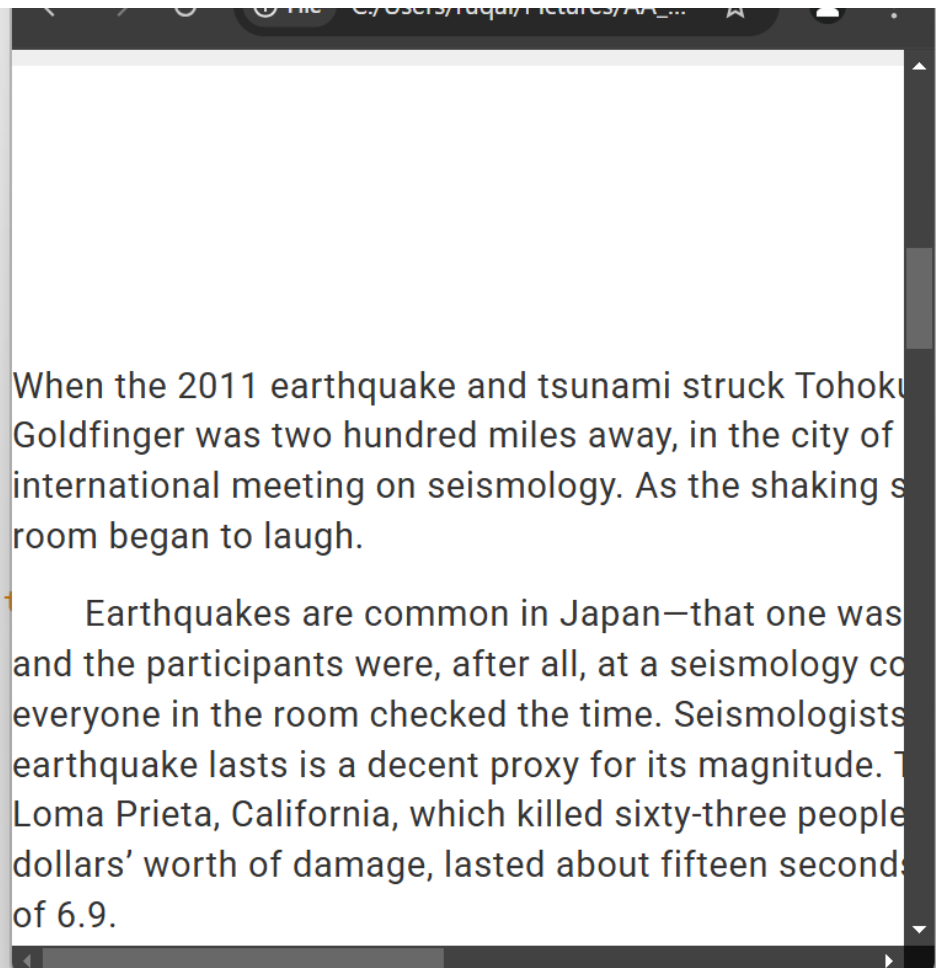 When the 2011 earthquake and tsunami struck
Goldfinger was two hundred miles away, in the city of
international meeting on seismology. As the shaking
room began to laugh.
Earthquakes are common in Japan—that one was
and the participants were, after all, at a seismology
everyone in the room checked the time. Seismologists
earthquake lasts is a decent proxy for its magnitude.
Loma Prieta, California, which killed sixty-three people
dollars’ worth of damage, lasted about fifteen
of 6.9.